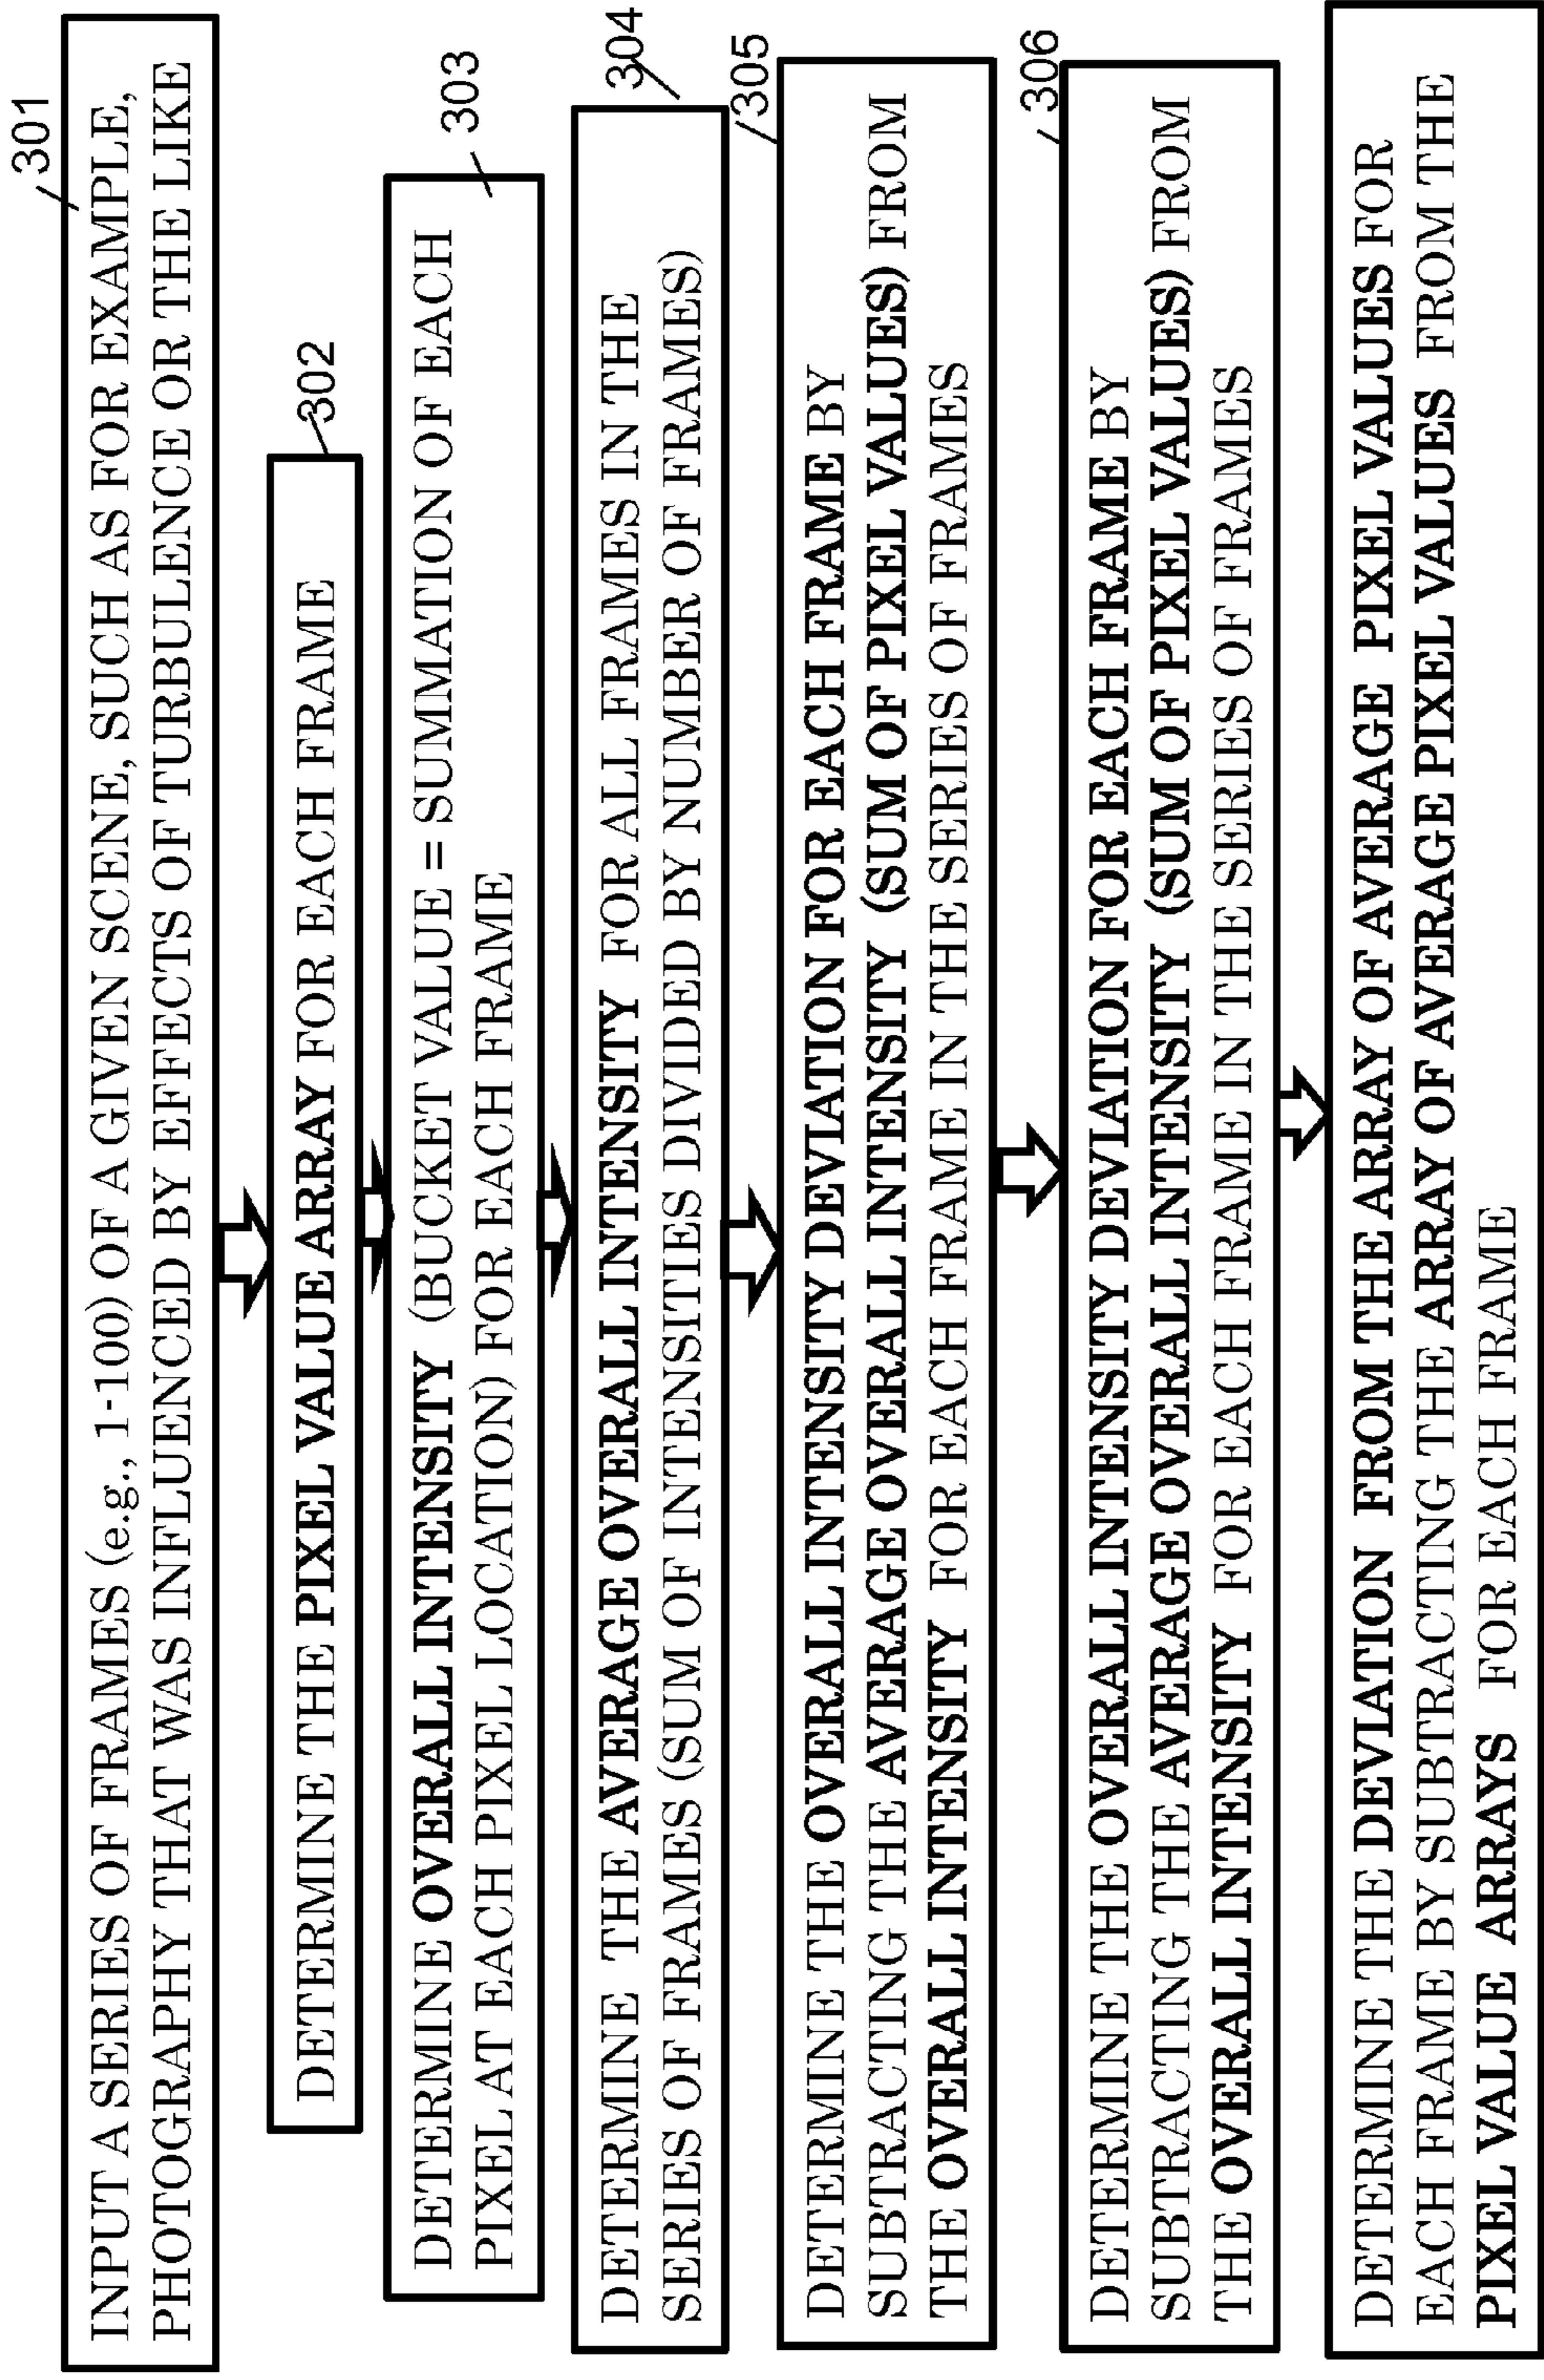 301
INPUT A SERIES OF FRAMES (e.g., 1-100) OF A GIVEN SCENE, SUCH AS FOR EXAMPLE,
PHOTOGRAPHY THAT WAS INFLUENCED BY EFFECTS OF TURBULENCE OR THE LIKE
302
DETERMINE THE PIXEL VALUE ARRAY FOR EACH FRAME
303
DETERMINE OVERALL INTENSITY (BUCKET VALUE = SUMMATION OF EACH
PIXEL AT EACH PIXEL LOCATION) FOR EACH FRAME
304
DETERMINE THE AVERAGE OVERALL INTENSITY FOR ALL FRAMES IN THE
SERIES OF FRAMES (SUM OF INTENSITIES DIVIDED BY NUMBER OF FRAMES)
305
DETERMINE THE OVERALL INTENSITY DEVIATION FOR EACH FRAME BY
SUBTRACTING THE AVERAGE OVERALL INTENSITY (SUM OF PIXEL VALUES) FROM
THE OVERALL INTENSITY FOR EACH FRAME IN THE SERIES OF FRAMES
306
DETERMINE THE OVERALL INTENSITY DEVIATION FOR EACH FRAME BY
SUBTRACTING THE AVERAGE OVERALL INTENSITY (SUM OF PIXEL VALUES) FROM
THE OVERALL INTENSITY FOR EACH FRAME IN THE SERIES OF FRAMES
DETERMINE THE DEVIATION FROM THE ARRAY OF AVERAGE PIXEL VALUES FOR
EACH FRAME BY SUBTRACTING THE ARRAY OF AVERAGE PIXEL VALUES FROM THE
PIXEL VALUE ARRAYS FOR EACH FRAME